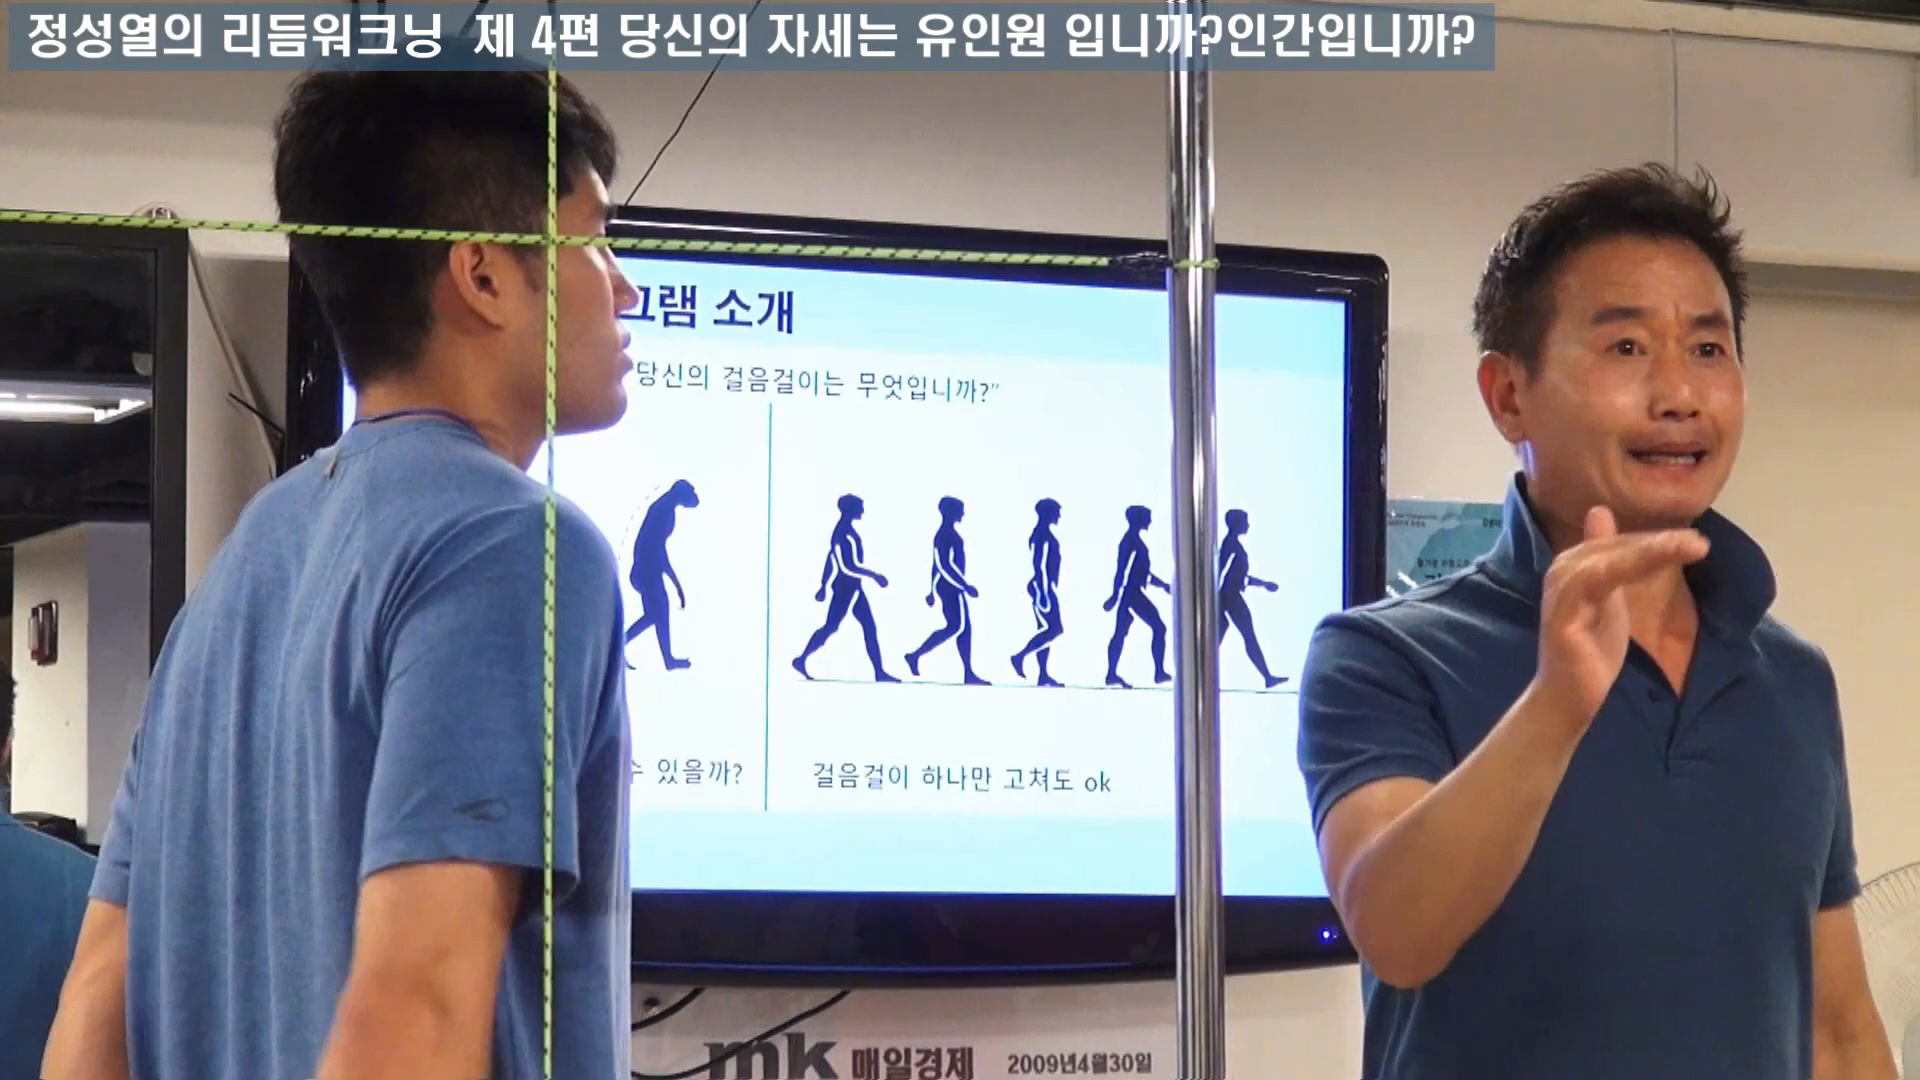 정성열의 리듬워크닝 제 4편 당신의 자세는 유인원 입니까?인간입니까?
그램 소개
"당신의 걸음걸이는 무엇입니까?"
수 있을까?
걸음걸이 하나만 고쳐도 ok
mk 매일경제 2009년4월30일